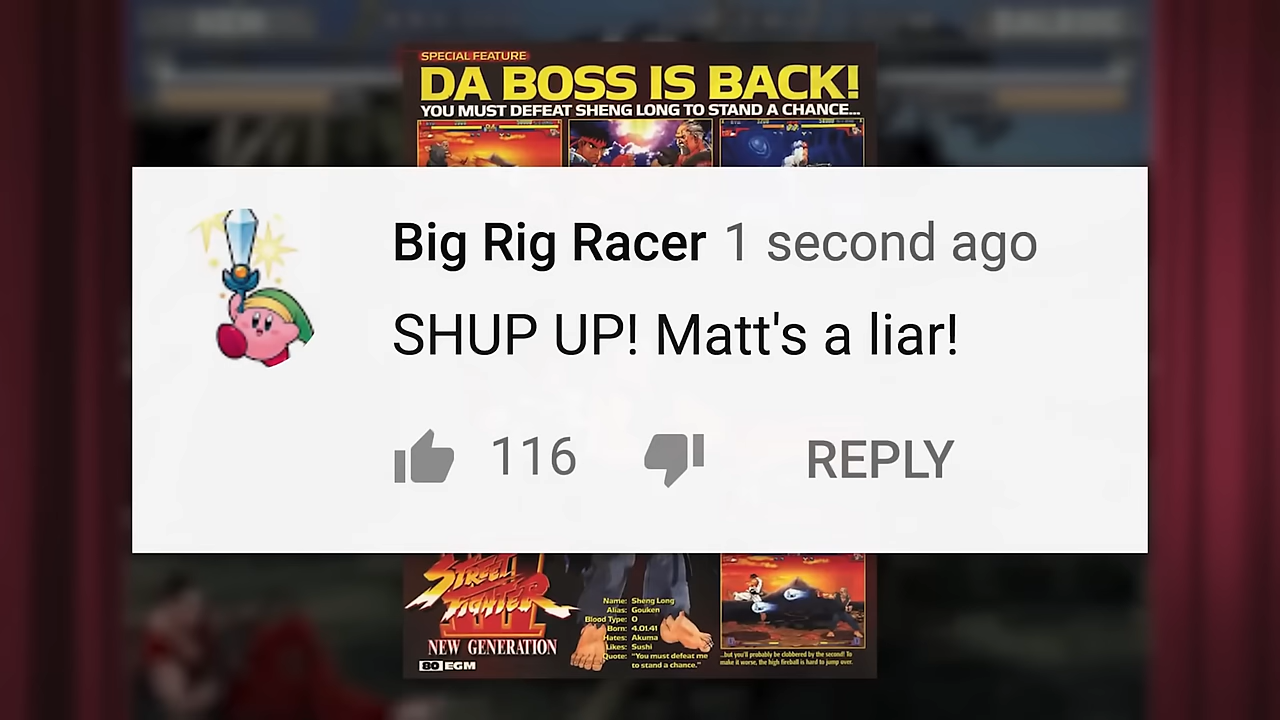 SPECIAL FEATURE
DA BOSS IS BACK!
YOU MUST DEFEAT SHENG LONG TO STAND A CHANCE...
Big Rig Racer 1 second ago
SHUP UP! Matt's a liar!
116
REPLY
STREET
FIGHTER
III
NEW GENERATION
80 EGM
Name: Sheng Long
Alias: Gouken
Blood Type: O
Born: 4.01.41
Hates: Akuma
Likes: Sushi
Quote: "You must defeat me
to stand a chance."
...but you'll probably be clobbered by the second! To
make it worse, the high fireball is hard to jump over.